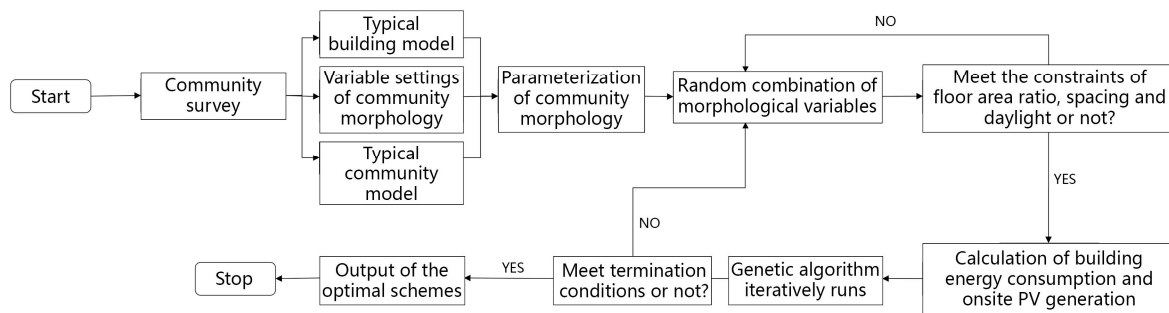 Start
Community
survey
Typical
building model
Variable settings
of community
morphology
Typical
community
model
Parameterization
of community
morphology
Random combination of
morphological variables
NO
Meet the constraints of
floor area ratio, spacing and
daylight or not?
YES
Calculation of building
energy consumption and
onsite PV generation
Genetic algorithm
iteratively runs
Meet termination
conditions or not?
NO
YES
Output of the
optimal schemes
Stop